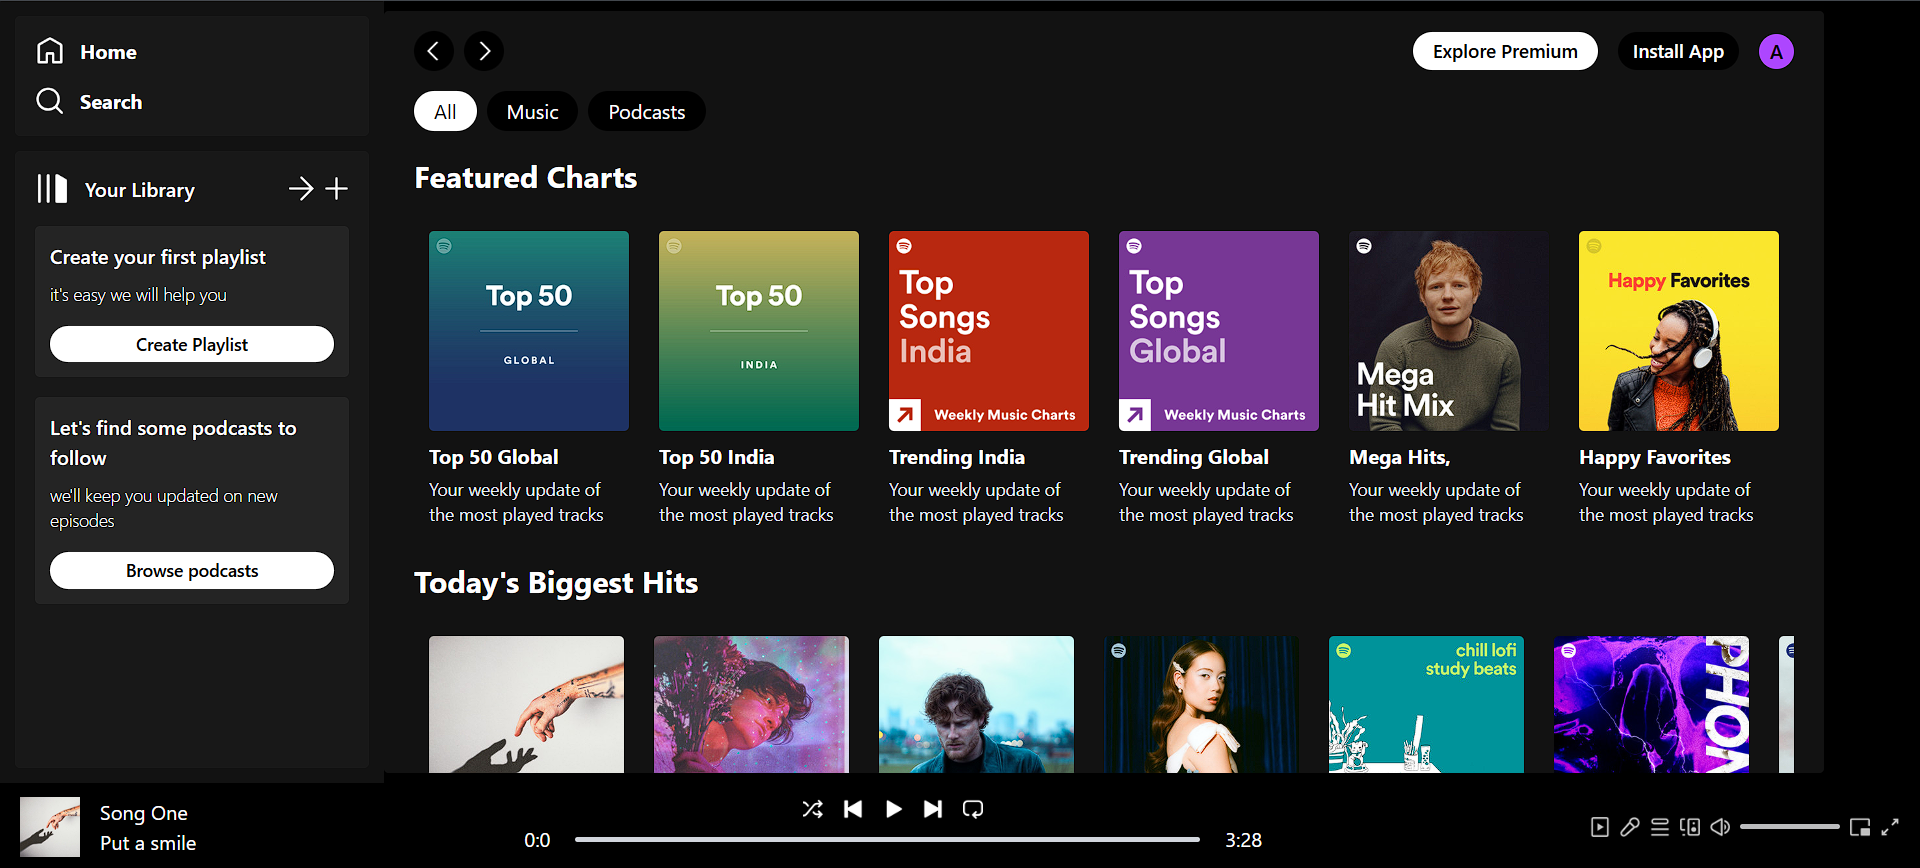 Home
Search
Your Library
Create your first playlist
it's easy we will help you
Create Playlist
Let's find some podcasts to
follow
we'll keep you updated on new
episodes
Browse podcasts
Explore Premium
Install App
A
All
Music
Podcasts
Featured Charts
Top 50
GLOBAL
Top 50 Global
Your weekly update of
the most played tracks
Top 50
INDIA
Top 50 India
Your weekly update of
the most played tracks
Top
Songs
India
Weekly Music Charts
Trending India
Your weekly update of
the most played tracks
Top
Songs
Global
Weekly Music Charts
Trending Global
Your weekly update of
the most played tracks
Mega
Hit Mix
Mega Hits,
Your weekly update of
the most played tracks
Happy Favorites
Happy Favorites
Your weekly update of
the most played tracks
Today's Biggest Hits
chill lofi
study beats
Song One
Put a smile
0:0
3:28